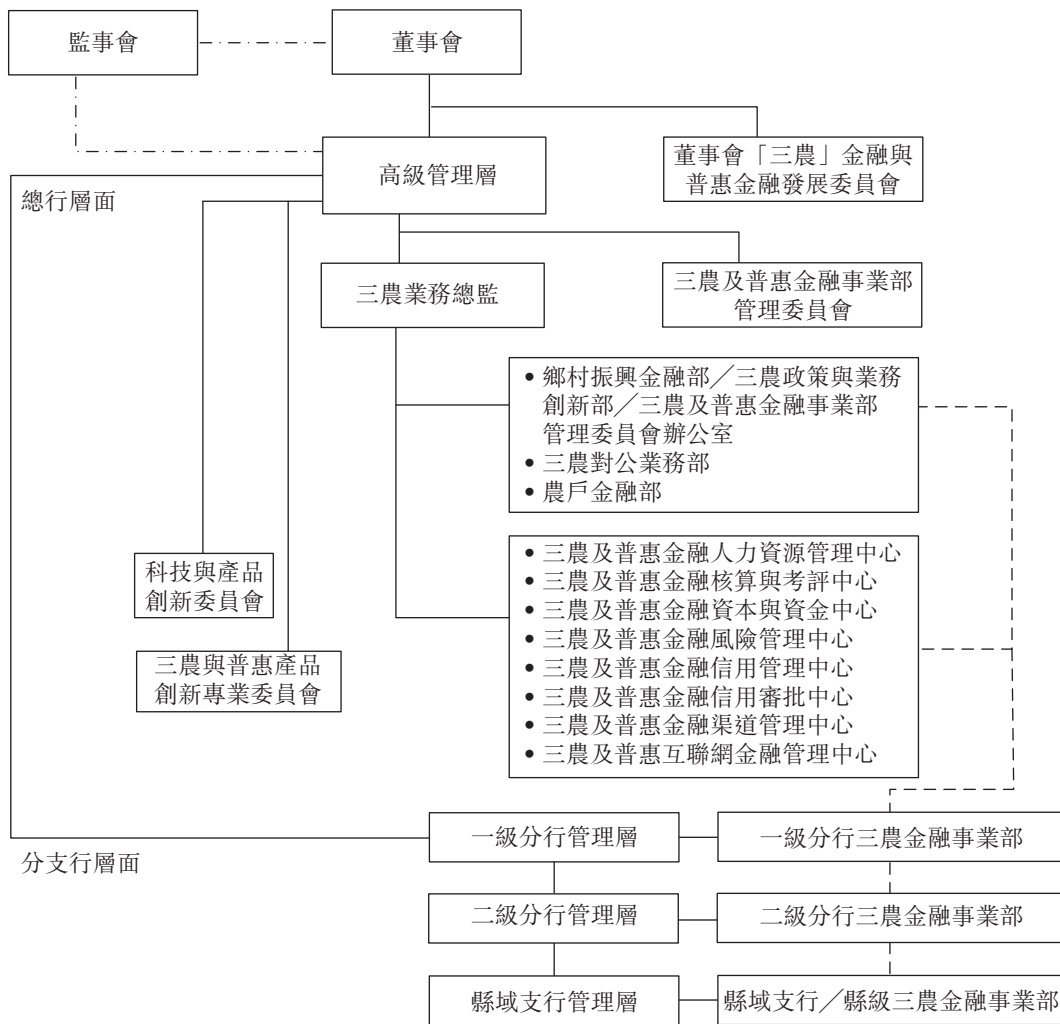 監事會
董事會
高級管理層
董事會「三農」金融與
普惠金融發展委員會
總行層面
三農業務總監
三農及普惠金融事業部
管理委員會
• 鄉村振興金融部／三農政策與業務
創新部／三農及普惠金融事業部
管理委員會辦公室
• 三農對公業務部
• 農戶金融部
科技與產品
創新委員會
三農與普惠產品
創新專業委員會
• 三農及普惠金融人力資源管理中心
• 三農及普惠金融核算與考評中心
• 三農及普惠金融資本與資金中心
• 三農及普惠金融風險管理中心
• 三農及普惠金融信用管理中心
• 三農及普惠金融信用審批中心
• 三農及普惠金融渠道管理中心
• 三農及普惠互聯網金融管理中心
一級分行管理層
一級分行三農金融事業部
分支行層面
二級分行管理層
二級分行三農金融事業部
縣域支行管理層
縣域支行／縣級三農金融事業部